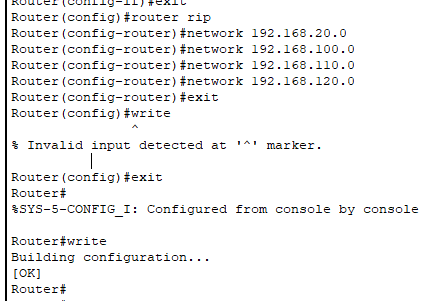 Router(config-if)#exit
Router(config)#router rip
Router(config-router)#network 192.168.20.0
Router(config-router)#network 192.168.100.0
Router(config-router)#network 192.168.110.0
Router(config-router)#network 192.168.120.0
Router(config-router)#exit
Router(config)#write
^
% Invalid input detected at '^' marker.
Router(config)#exit
Router#
%SYS-5-CONFIG_I: Configured from console by console
Router#write
Building configuration...
[OK]
Router#